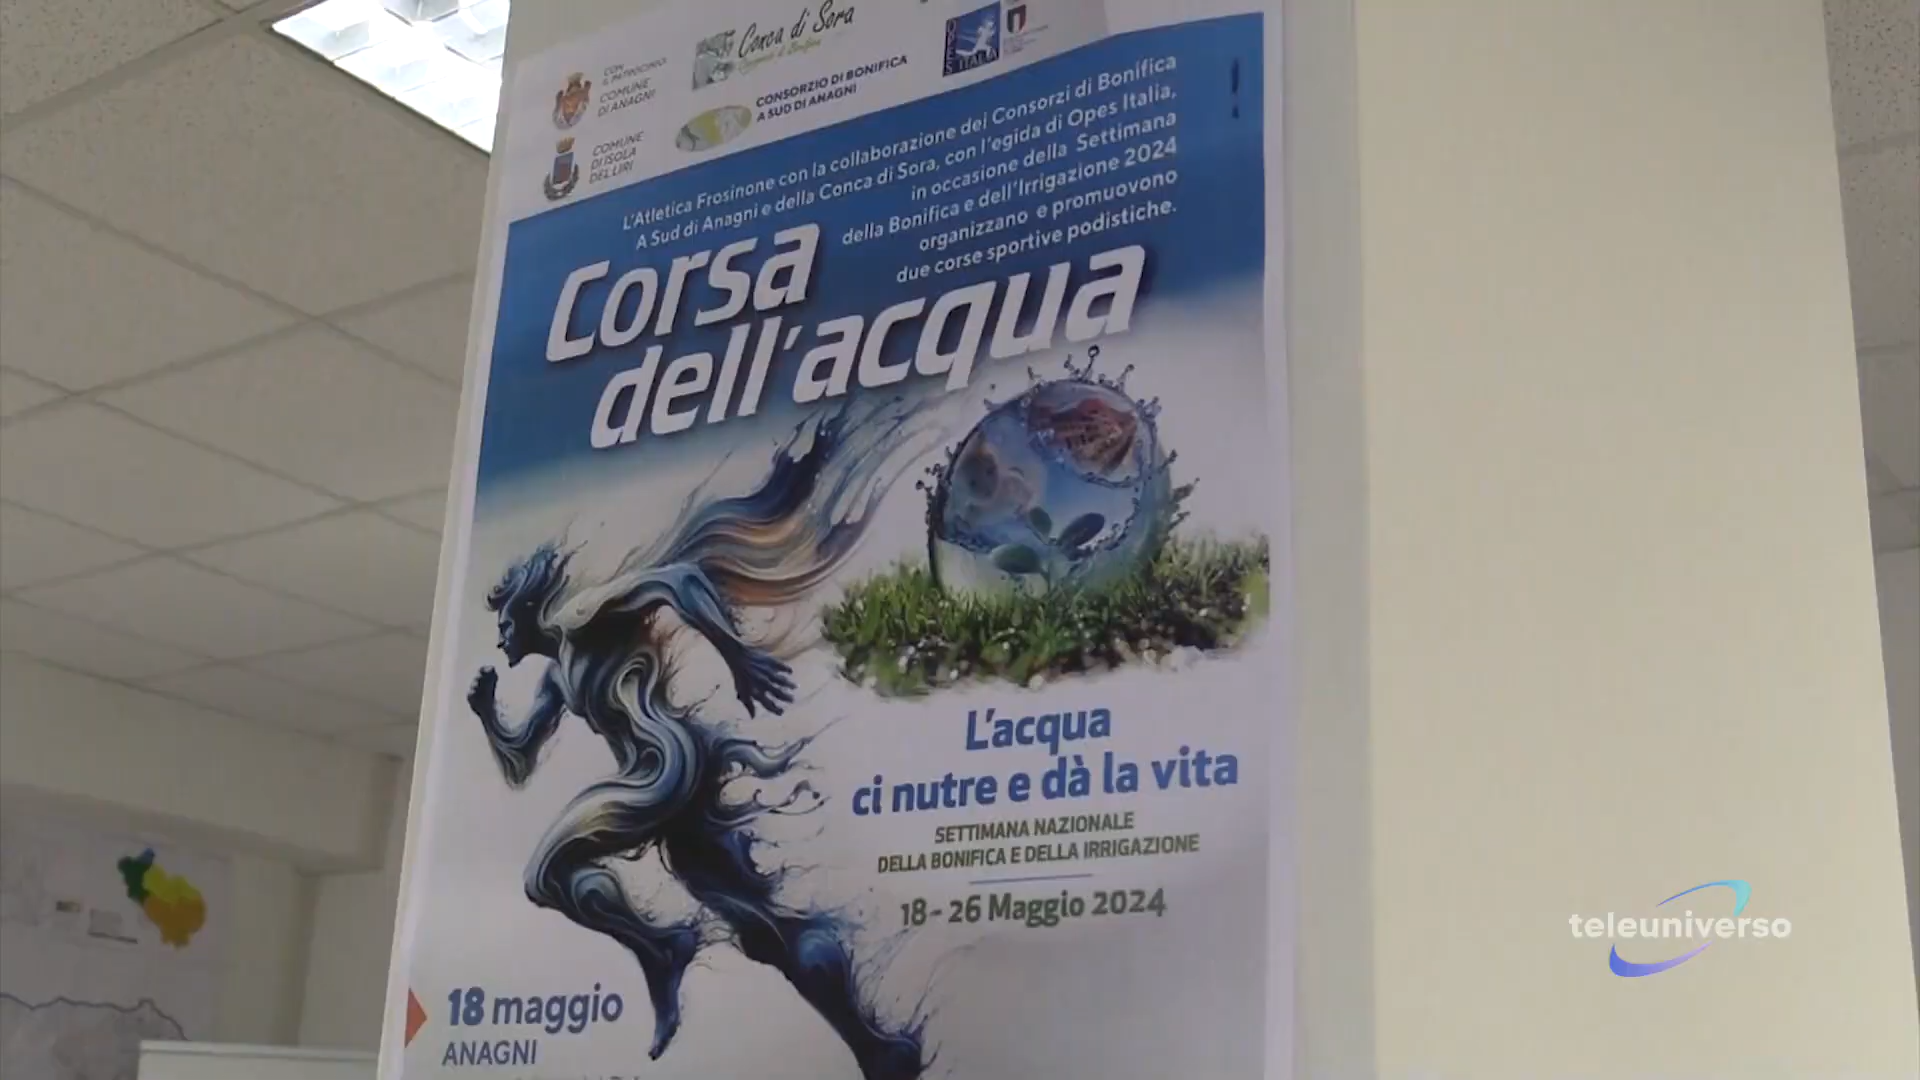 CON
IL PATROCINIO
COMUNE
DI ANAGNI
COMUNE
DI ISOLA
DEL LIRI
Conca di Sora
CONSORZIO DI BONIFICA
A SUD DI ANAGNI
OPES ITALIA
L'Atletica Frosinone con la collaborazione dei Consorzi di Bonifica
A Sud di Anagni e della Conca di Sora, con l'egida di Opes Italia,
in occasione della Settimana
della Bonifica e dell'Irrigazione 2024
organizzano e promuovono
due corse sportive podistiche.
Corsa
dell'acqua
L'acqua
ci nutre e dà la vita
SETTIMANA NAZIONALE
DELLA BONIFICA E DELLA IRRIGAZIONE
18 - 26 Maggio 2024
18 maggio
ANAGNI
teleuniverso